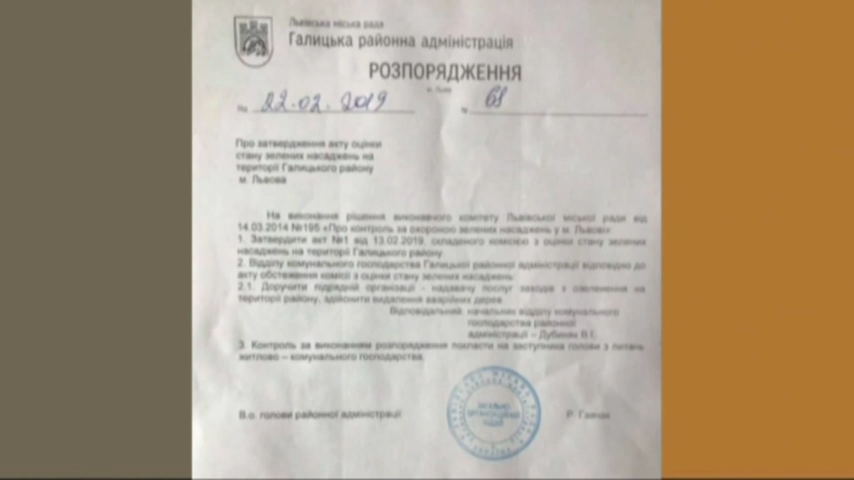 Львівська міська рада
Галицька районна адміністрація
РОЗПОРЯДЖЕННЯ
м. Львів
22.02.2019 № 68
Про затвердження акту оцінки
стану зелених насаджень на
території Галицького району
м. Львова
На виконання рішення виконавчого комітету Львівської міської ради від
14.03.2014 №195 «Про контроль за охороною зелених насаджень у м. Львові»:
1. Затвердити акт №1 від 13.02.2019, складеного комісією з оцінки стану зелених
насаджень на території Галицького району.
2. Відділу комунального господарства Галицької районної адміністрації відповідно до
акту обстеження комісії з оцінки стану зелених насаджень:
2.1. Доручити підрядній організації - надавачу послуг заходів з озеленення на
території району, здійснити видалення аварійних дерев.
Відповідальний: начальник відділу комунального
господарства районної
адміністрації – Дубиняк В.Є.
3. Контроль за виконанням розпорядження покласти на заступника голови з питань
житлово – комунального господарства.
В.о. голови районної адміністрації Р. Гавчак